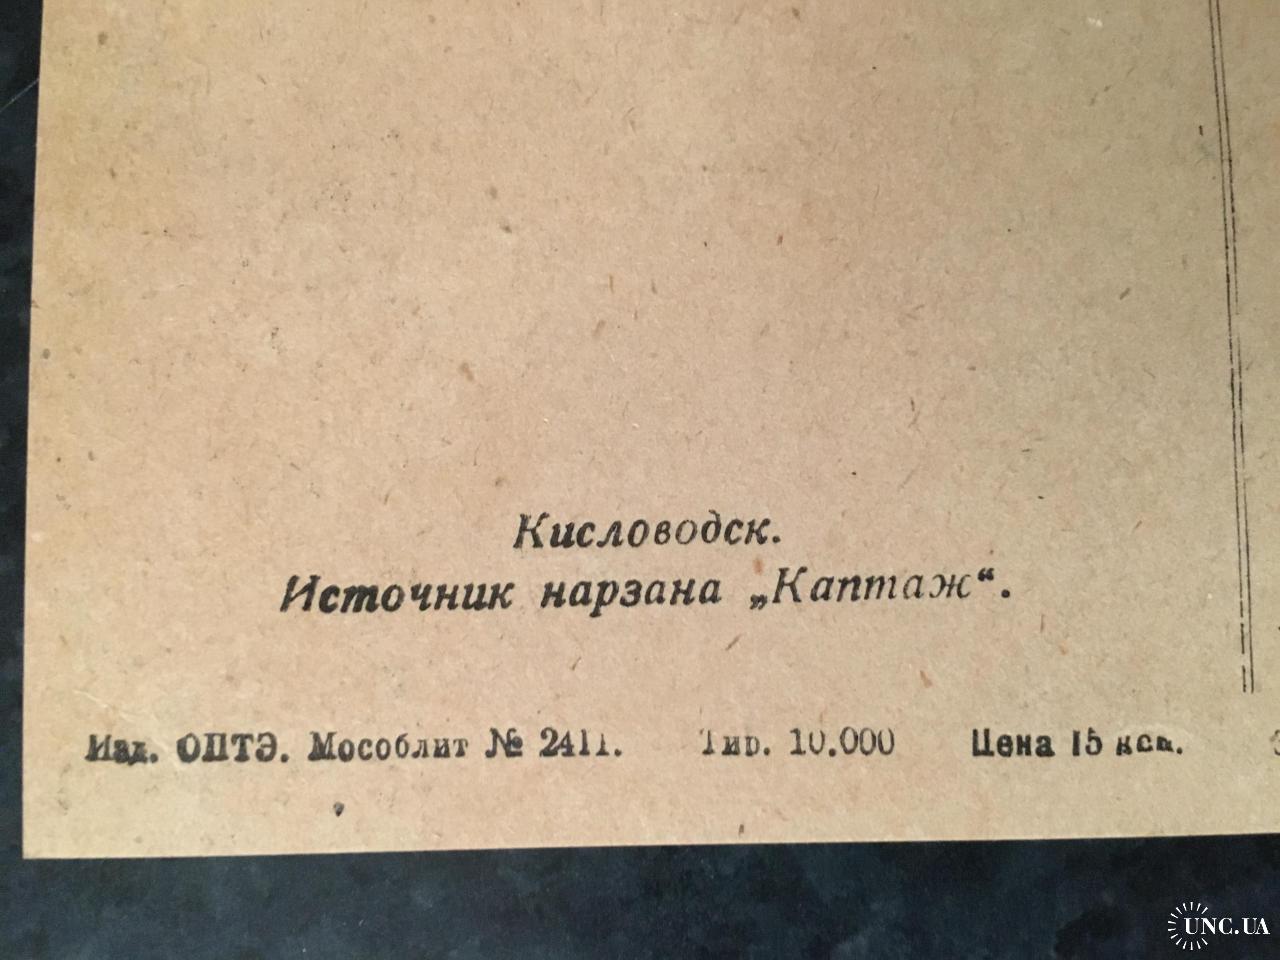 Кисловодск.
Источник нарзана „Каптаж“.
Изд. ОПТЭ. Мособлит № 2411. Тир. 10.000 Цена 15 коп.
UNC.UA